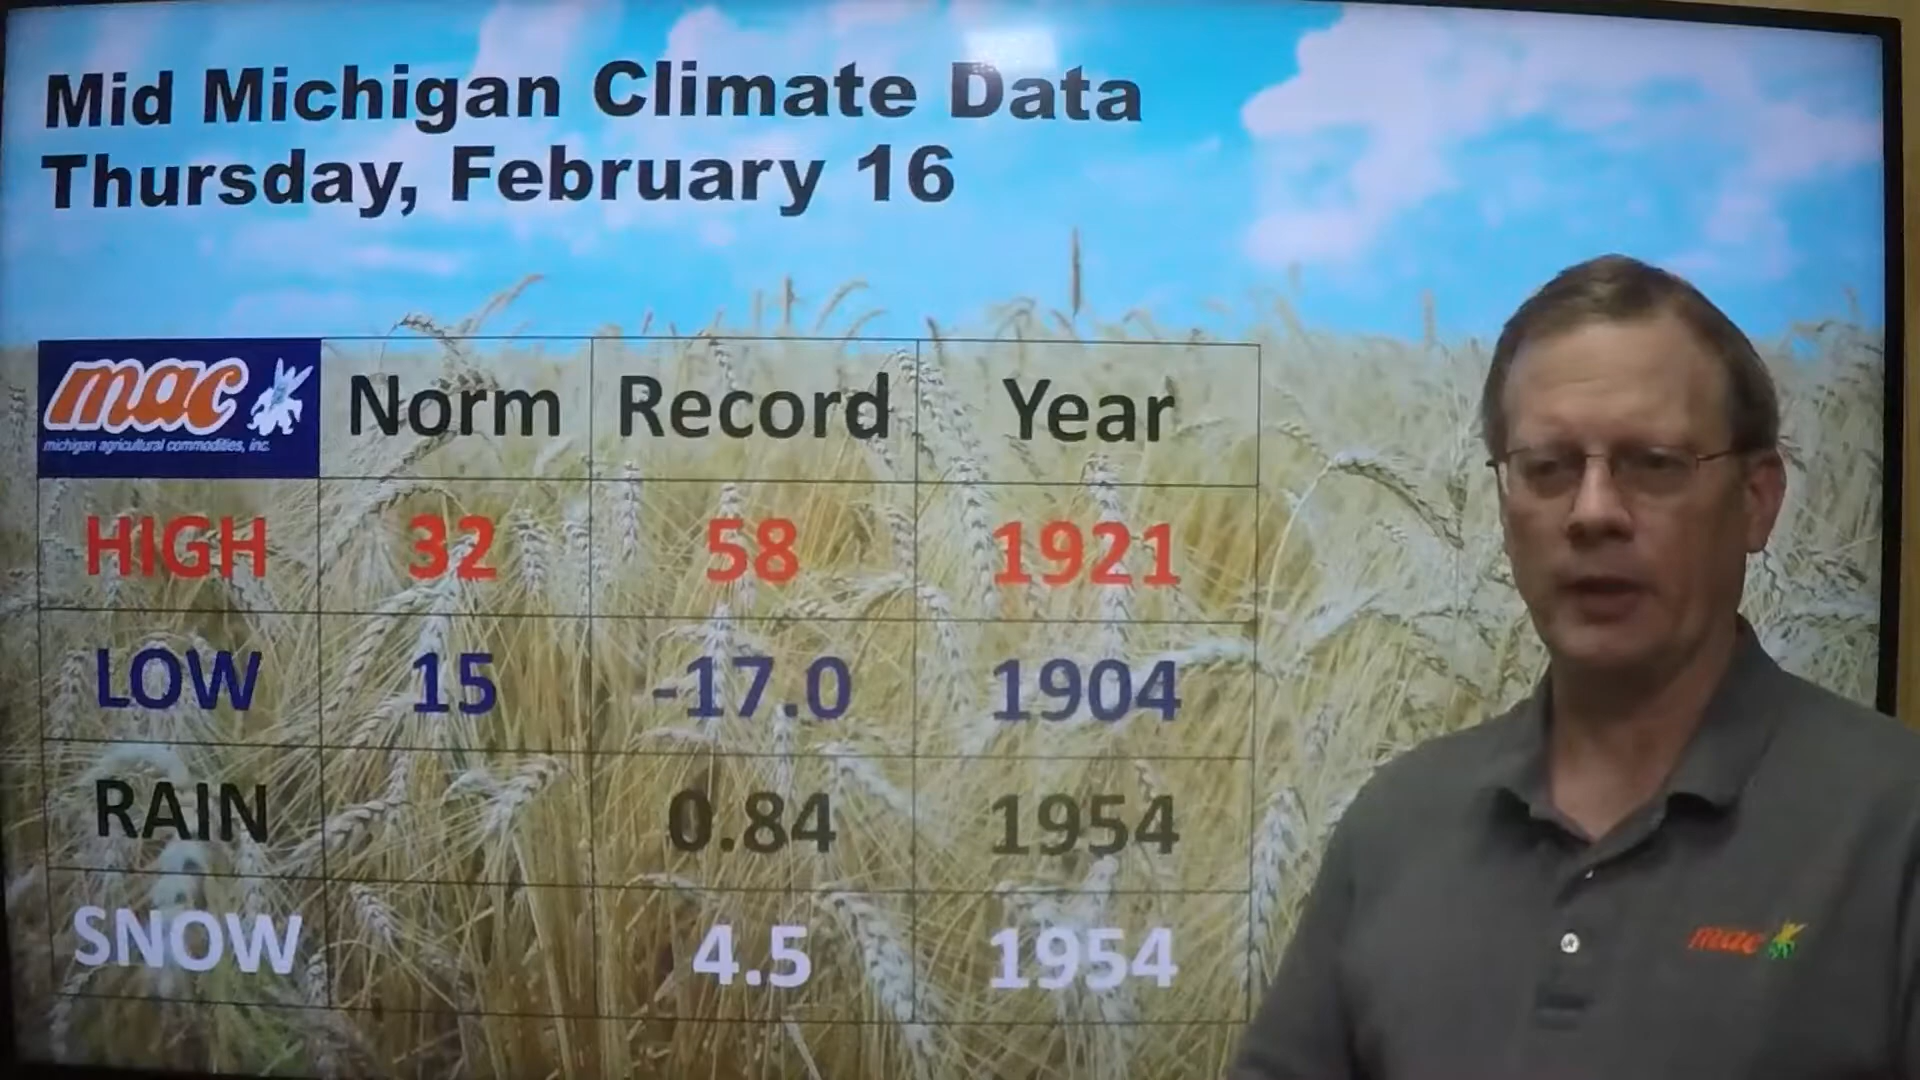 Mid Michigan Climate Data
Thursday, February 16
mac Norm Record Year
michigan agricultural commodities, inc.
HIGH 32 58 1921
LOW 15 -17.0 1904
RAIN 0.84 1954
SNOW 4.5 1954
mac